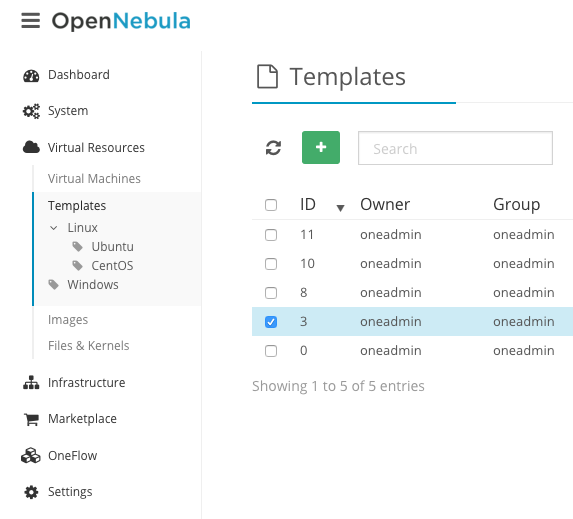 OpenNebula
Dashboard
System
Virtual Resources
Virtual Machines
Templates
Linux
Ubuntu
CentOS
Windows
Images
Files & Kernels
Infrastructure
Marketplace
OneFlow
Settings
Templates
Search
ID Owner Group
11 oneadmin oneadmin
10 oneadmin oneadmin
8 oneadmin oneadmin
3 oneadmin oneadmin
0 oneadmin oneadmin
Showing 1 to 5 of 5 entries